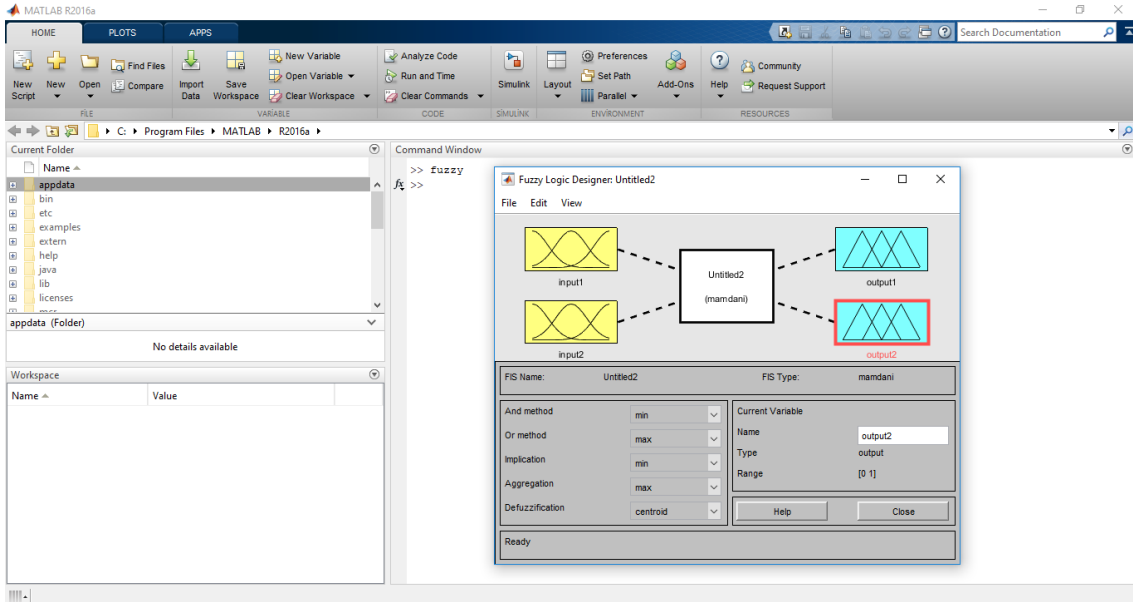 MATLAB R2016a
HOME
PLOTS
APPS
Search Documentation
New Script
New
Open
Find Files
Compare
FILE
Import Data
Save Workspace
New Variable
Open Variable
Clear Workspace
VARIABLE
Analyze Code
Run and Time
Clear Commands
CODE
Simulink
SIMULINK
Layout
Preferences
Set Path
Parallel
Add-Ons
ENVIRONMENT
Help
Community
Request Support
RESOURCES
C: Program Files MATLAB R2016a
Current Folder
Name
appdata
bin
etc
examples
extern
help
java
lib
licenses
appdata (Folder)
No details available
Workspace
Name Value
Command Window
>> fuzzy
fx >>
Fuzzy Logic Designer: Untitled2
File Edit View
input1
input2
Untitled2
(mamdani)
output1
output2
FIS Name: Untitled2 FIS Type: mamdani
And method min
Or method max
Implication min
Aggregation max
Defuzzification centroid
Current Variable
Name output2
Type output
Range [0 1]
Help
Close
Ready